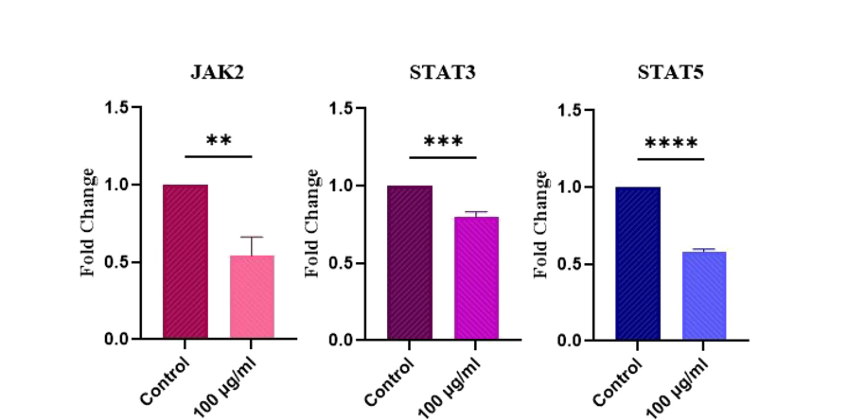 JAK2
1.5
**
1.0
Fold Change
0.5
0.0
Control
100 µg/ml
STAT3
1.5
***
1.0
Fold Change
0.5
0.0
Control
100 µg/ml
STAT5
1.5
****
1.0
Fold Change
0.5
0.0
Control
100 µg/ml